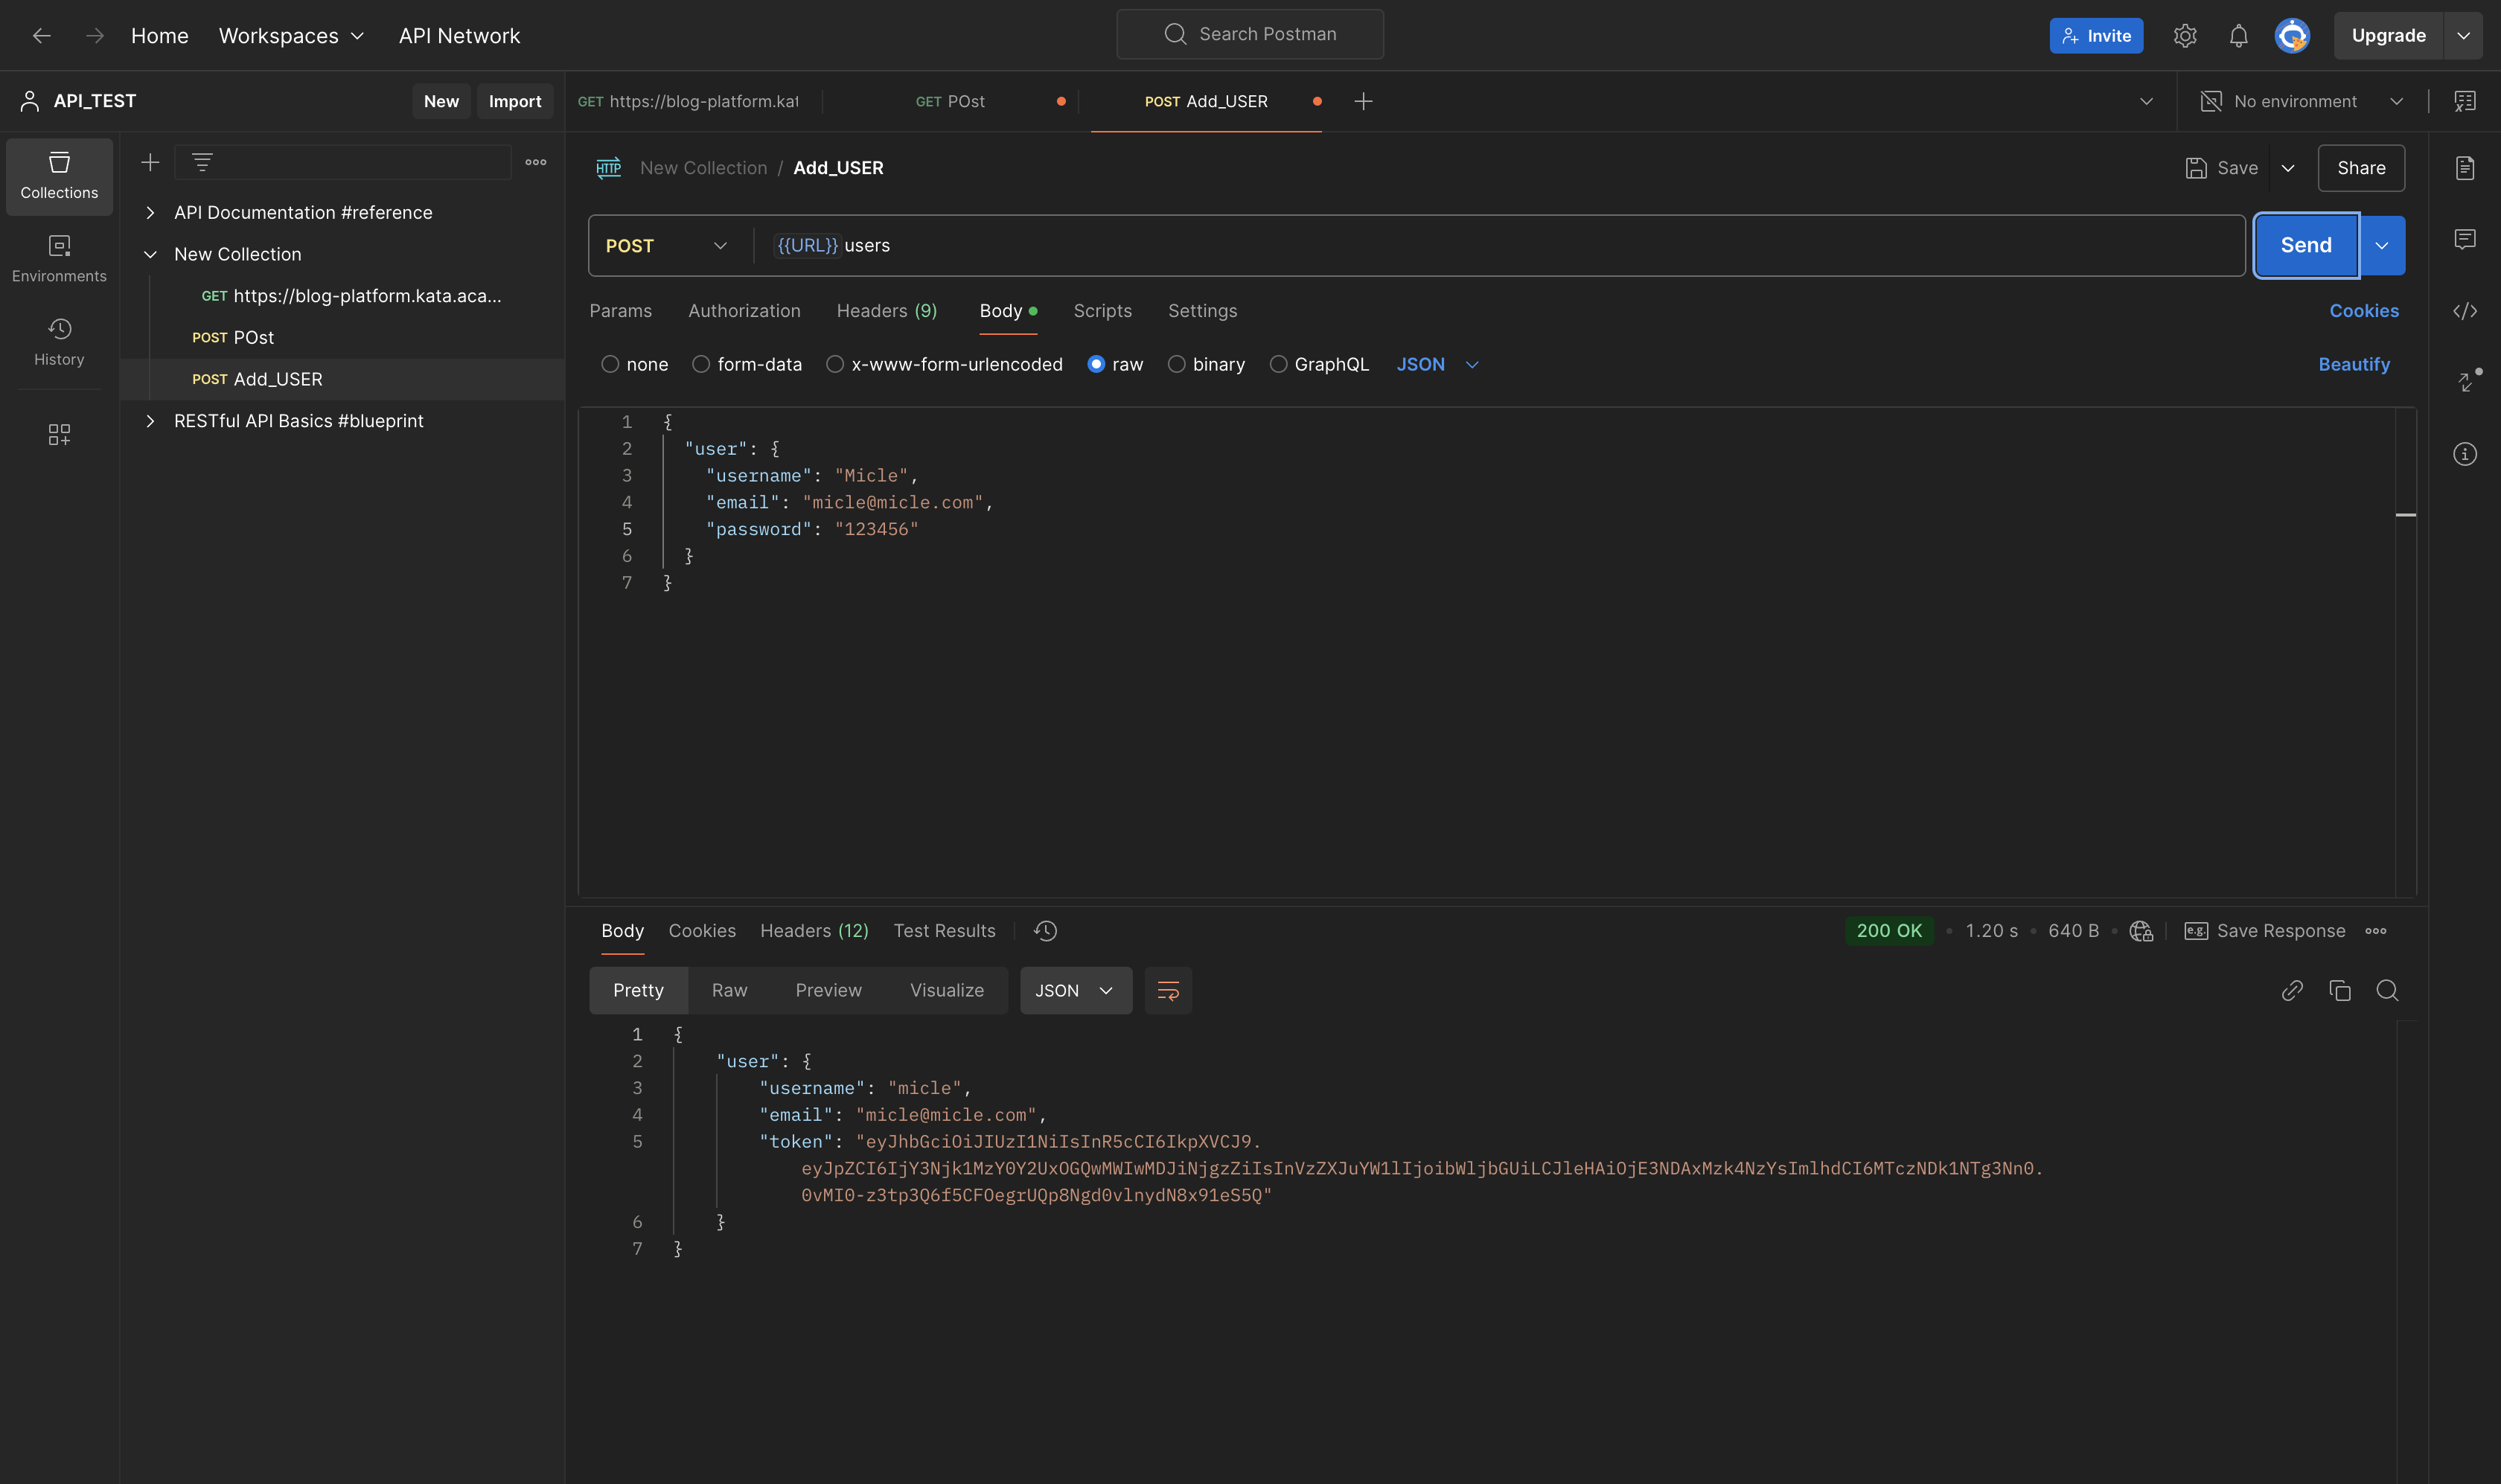 Home Workspaces API Network Search Postman Invite Upgrade
API_TEST New Import GET https://blog-platform.kat GET POst POST Add_USER No environment
Collections
Environments
History
API Documentation #reference
New Collection
GET https://blog-platform.kata.aca...
POST POst
POST Add_USER
RESTful API Basics #blueprint
HTTP New Collection / Add_USER Save Share
POST {{URL}} users Send
Params Authorization Headers (9) Body Scripts Settings Cookies
none form-data x-www-form-urlencoded raw binary GraphQL JSON Beautify
1 {
2 "user": {
3 "username": "Micle",
4 "email": "micle@micle.com",
5 "password": "123456"
6 }
7 }
Body Cookies Headers (12) Test Results 200 OK • 1.20 s • 640 B • e.g. Save Response
Pretty Raw Preview Visualize JSON
1 {
2 "user": {
3 "username": "micle",
4 "email": "micle@micle.com",
5 "token": "eyJhbGciOiJIUzI1NiIsInR5cCI6IkpXVCJ9.
eyJpZCI6IjY3Njk1MzY0Y2UxOGQwMWIwMDJiNjgzZiIsInVzZXJuYW1lIjoibWljbGUiLCJleHAiOjE3NDAxMzk4NzYsImlhdCI6MTczNDk1NTg3Nn0.
0vMI0-z3tp3Q6f5CFOegrUQp8Ngd0vlnydN8x91eS5Q"
6 }
7 }